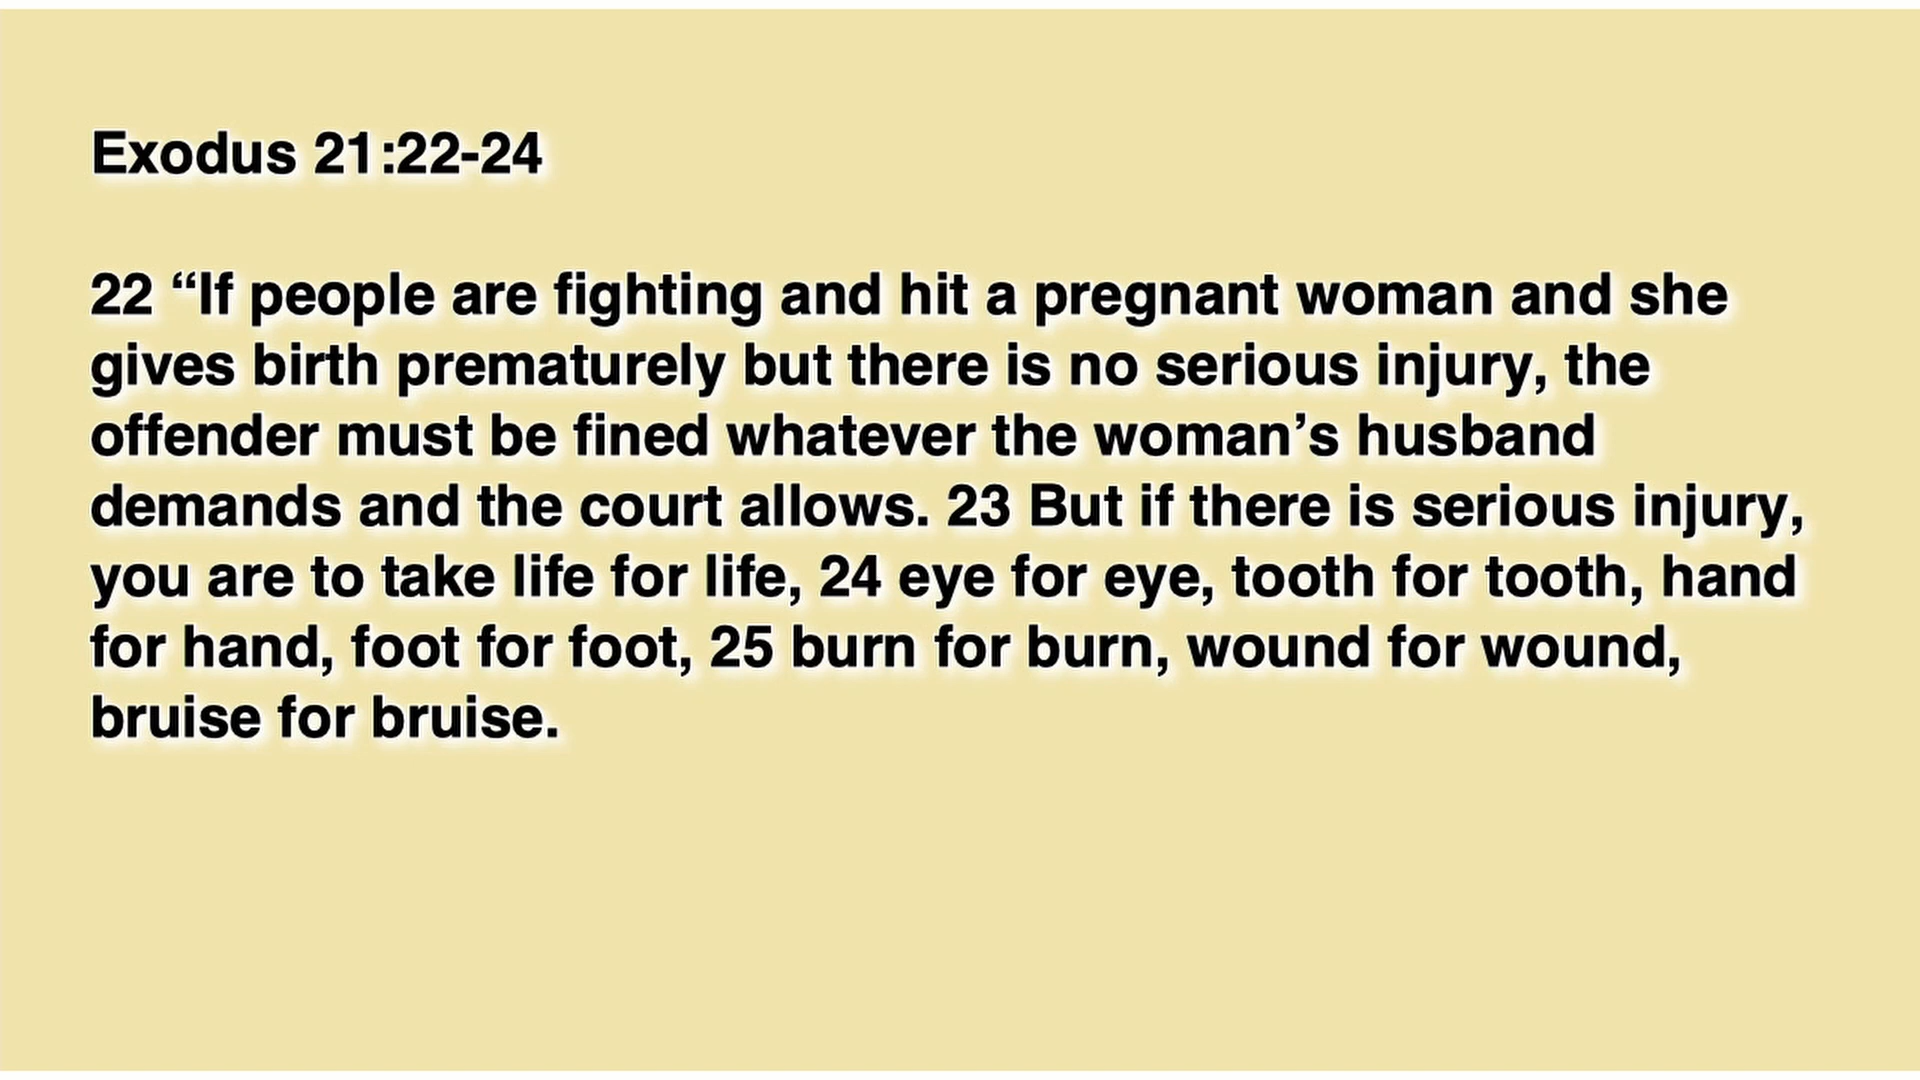 Exodus 21:22-24
22 “If people are fighting and hit a pregnant woman and she
gives birth prematurely but there is no serious injury, the
offender must be fined whatever the woman’s husband
demands and the court allows. 23 But if there is serious injury,
you are to take life for life, 24 eye for eye, tooth for tooth, hand
for hand, foot for foot, 25 burn for burn, wound for wound,
bruise for bruise.